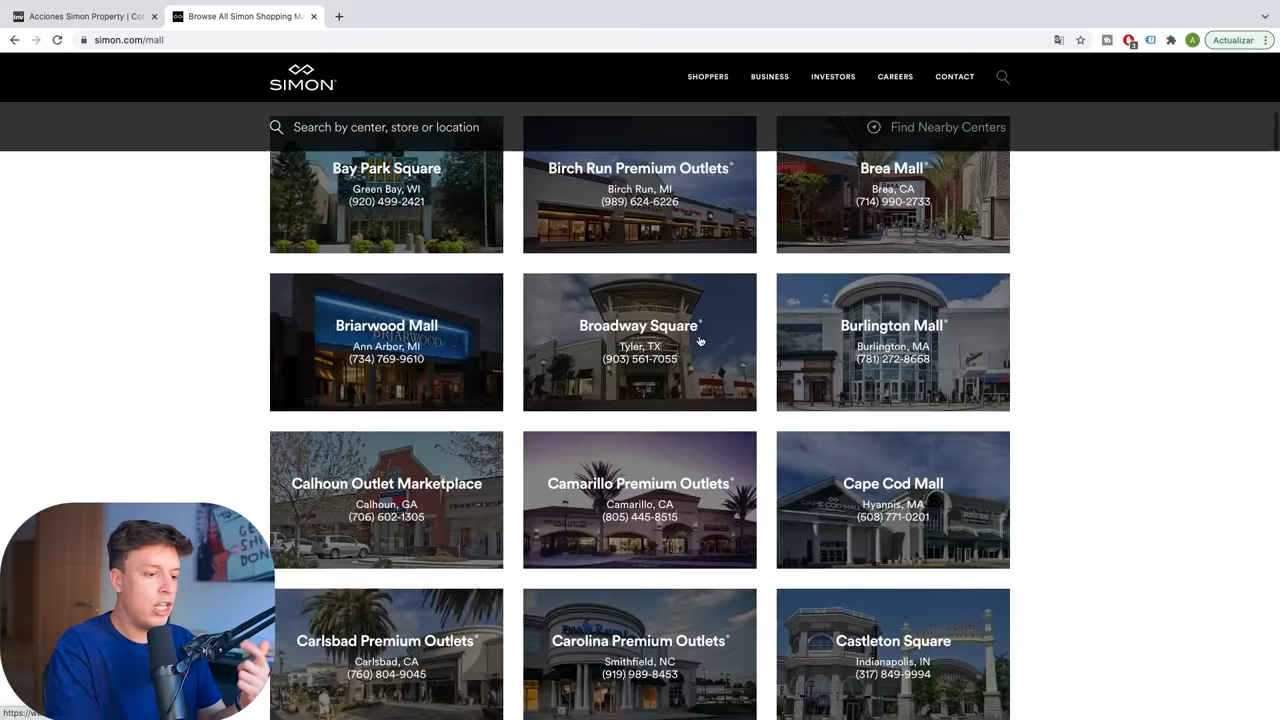 Acciones Simon Property | Co
Browse All Simon Shopping Ma
simon.com/mall
3
A
Actualizar
SIMON
SHOPPERS
BUSINESS
INVESTORS
CAREERS
CONTACT
Search by center, store or location
Find Nearby Centers
Bay Park Square
Green Bay, WI
(920) 499-2421
Birch Run Premium Outlets®
Birch Run, MI
(989) 624-6226
Brea Mall®
Brea, CA
(714) 990-2733
Briarwood Mall
Ann Arbor, MI
(734) 769-9610
Broadway Square®
Tyler, TX
(903) 561-7055
Burlington Mall®
Burlington, MA
(781) 272-8668
Calhoun Outlet Marketplace
Calhoun, GA
(706) 602-1305
Camarillo Premium Outlets®
Camarillo, CA
(805) 445-8515
Cape Cod Mall
Hyannis, MA
(508) 771-0201
Carlsbad Premium Outlets®
Carlsbad, CA
(760) 804-9045
Carolina Premium Outlets®
Smithfield, NC
(919) 989-8453
Castleton Square
Indianapolis, IN
(317) 849-9994